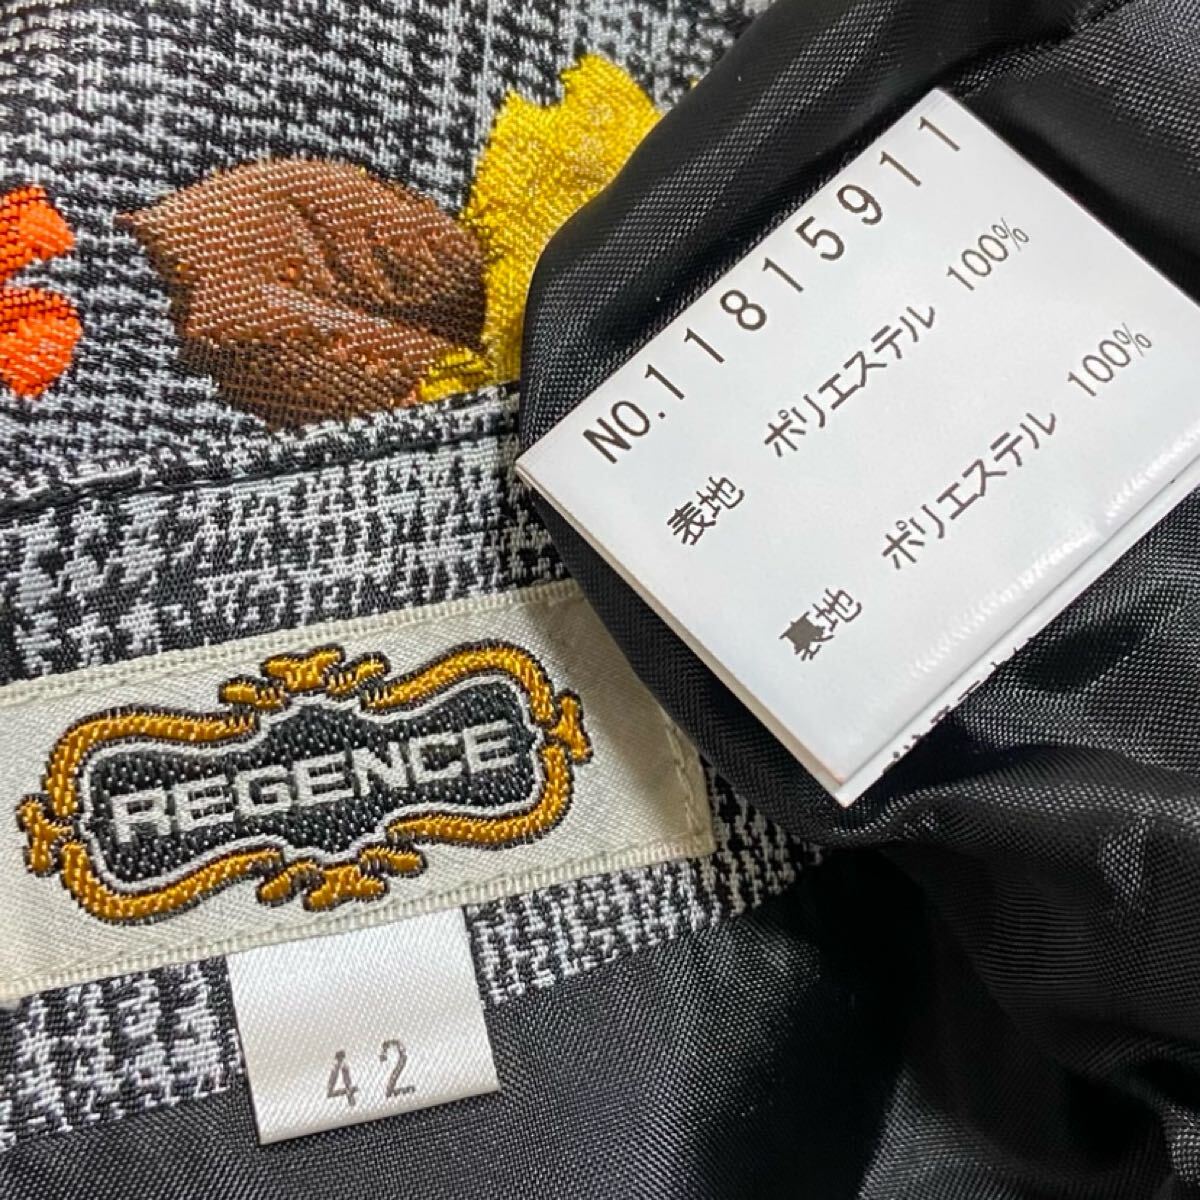 NO.11815911
表地 ポリエステル 100%
裏地 ポリエステル 100%
REGENCE
42